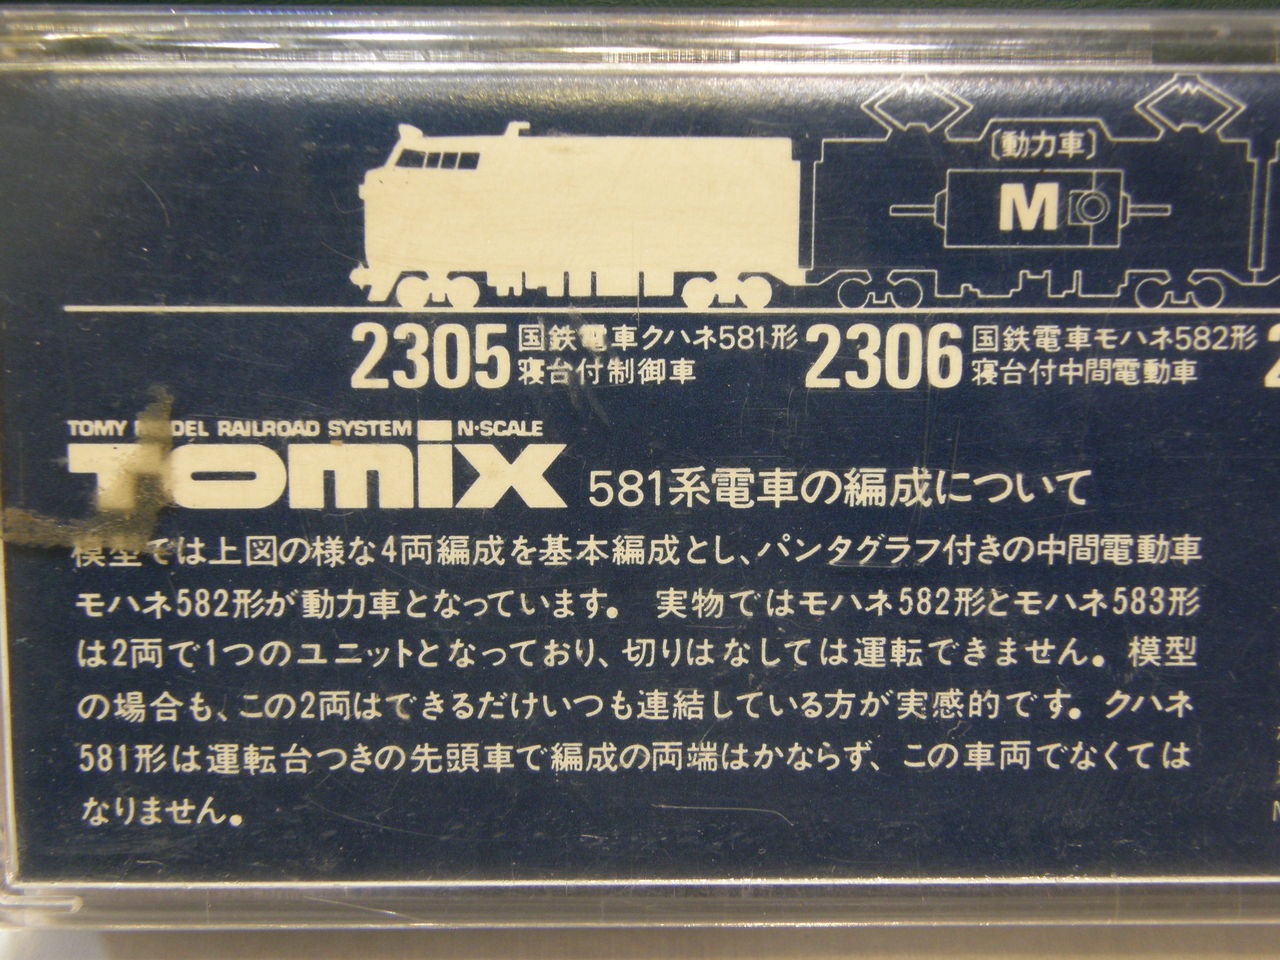 〔動力車〕
M
2305 国鉄電車クハネ581形
寝台付制御車
2306 国鉄電車モハネ582形
寝台付中間電動車
TOMY MODEL RAILROAD SYSTEM N・SCALE
TOMIX 581系電車の編成について
模型では上図の様な4両編成を基本編成とし、パンタグラフ付きの中間電動車
モハネ582形が動力車となっています。 実物ではモハネ582形とモハネ583形
は2両で1つのユニットとなっており、切りはなしては運転できません。模型
の場合も、この2両はできるだけいつも連結している方が実感的です。クハネ
581形は運転台つきの先頭車で編成の両端はかならず、この車両でなくては
なりません。